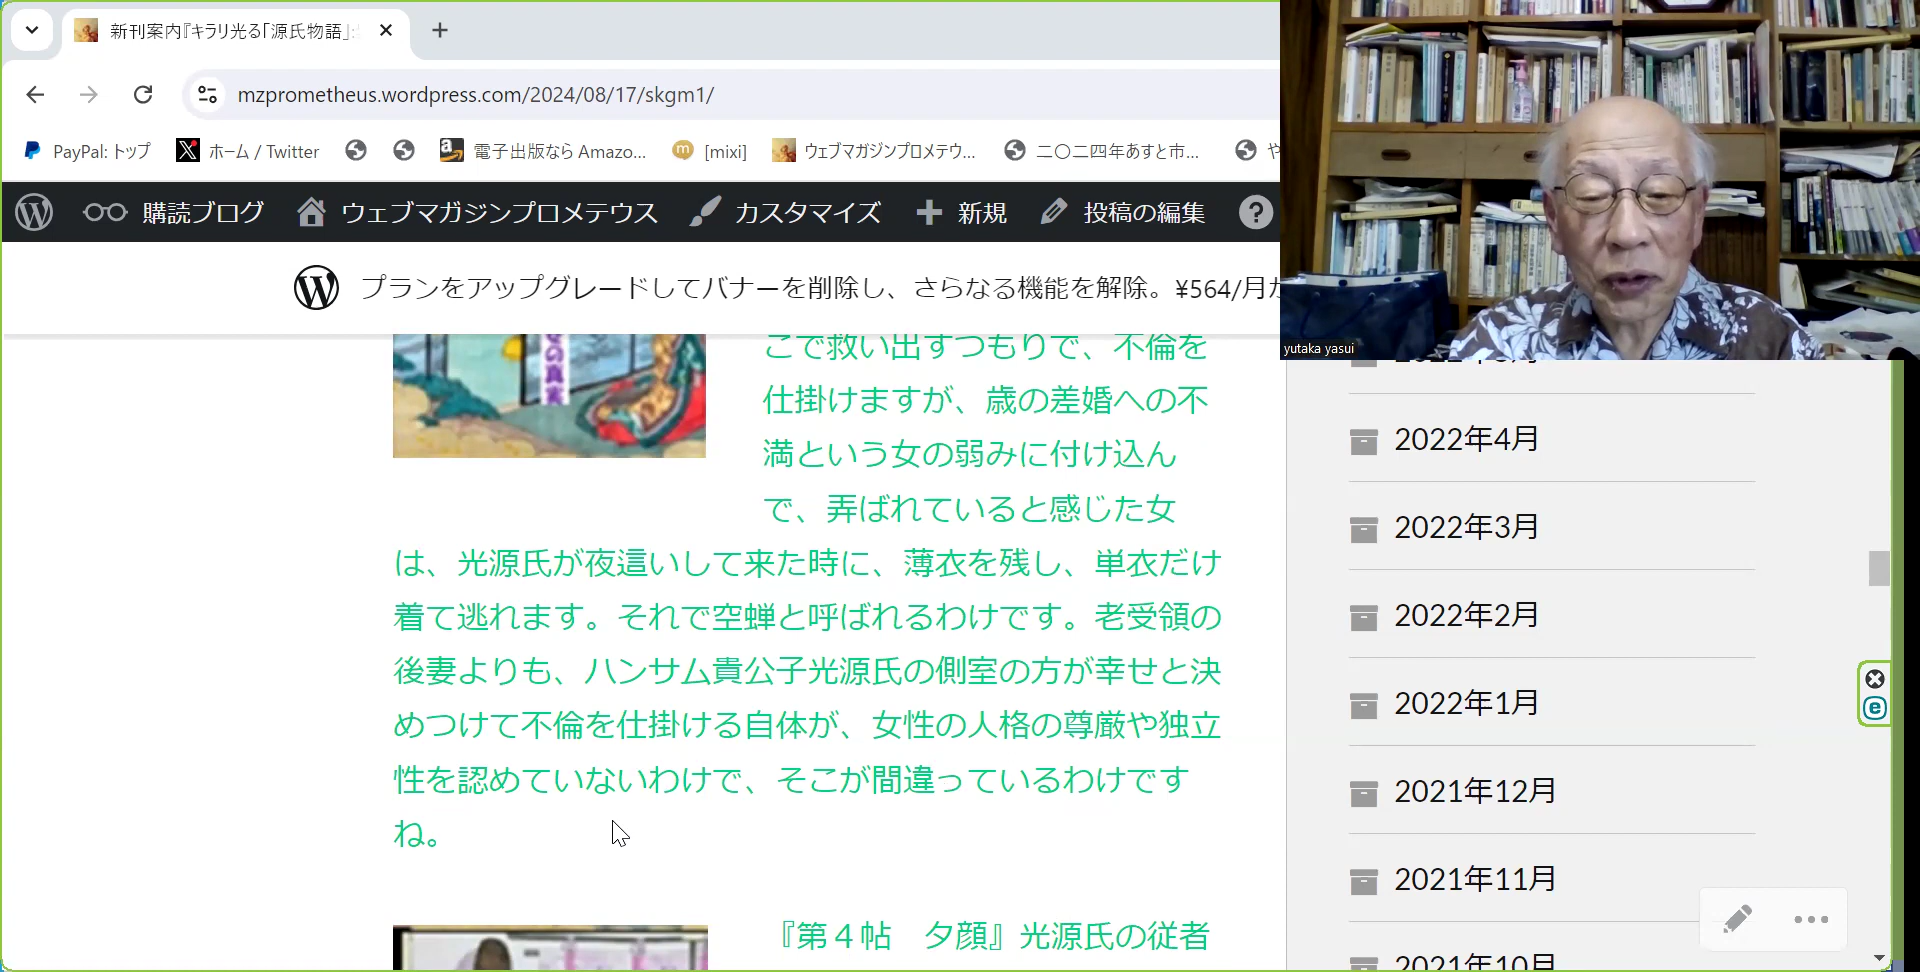 新刊案内『キラリ光る「源氏物語」
mzprometheus.wordpress.com/2024/08/17/skgm1/
PayPal: トップ
ホーム / Twitter
電子出版なら Amazo...
[mixi]
ウェブマガジンプロメテウ...
二〇二四年あすと市...
や
購読ブログ
ウェブマガジンプロメテウス
カスタマイズ
新規
投稿の編集
プランをアップグレードしてバナーを削除し、さらなる機能を解除。¥564/月か
yutaka yasui
の真実
こで救い出すつもりで、不倫を
仕掛けますが、歳の差婚への不
満という女の弱みに付け込ん
で、弄ばれていると感じた女
は、光源氏が夜這いして来た時に、薄衣を残し、単衣だけ
着て逃れます。それで空蝉と呼ばれるわけです。老受領の
後妻よりも、ハンサム貴公子光源氏の側室の方が幸せと決
めつけて不倫を仕掛ける自体が、女性の人格の尊厳や独立
性を認めていないわけで、そこが間違っているわけです
ね。
『第４帖　夕顔』光源氏の従者
2022年4月
2022年3月
2022年2月
2022年1月
2021年12月
2021年11月
2021年10月